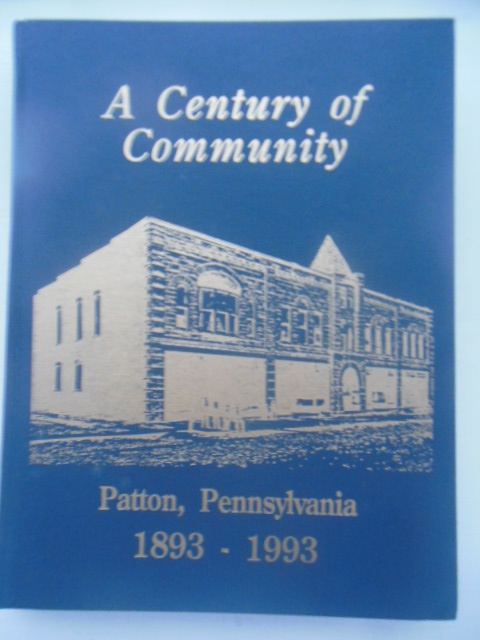 A Century of
Community
Patton, Pennsylvania
1893 - 1993